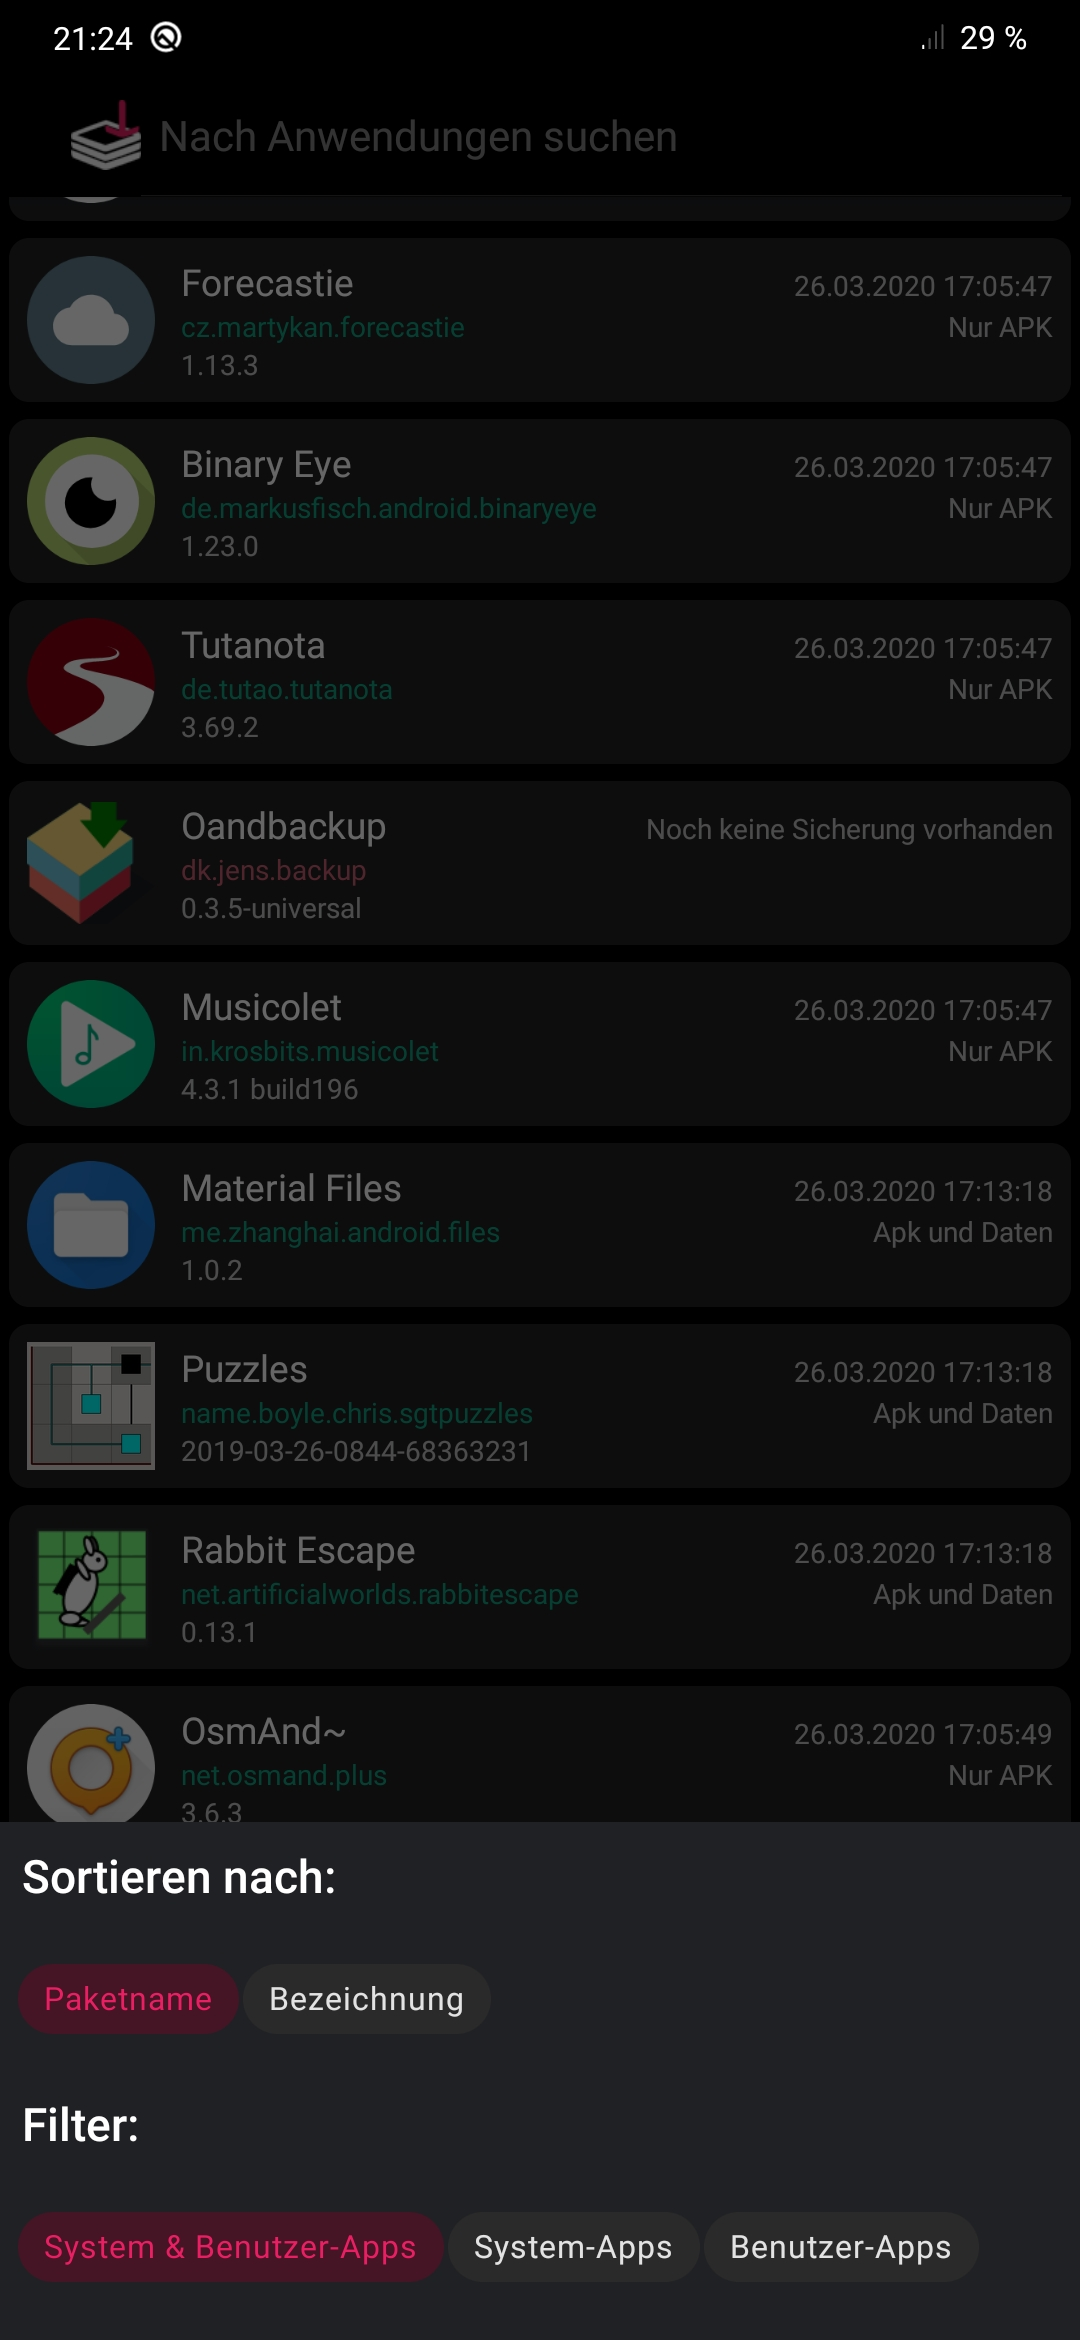 21:24
29 %
Nach Anwendungen suchen
Forecastie
26.03.2020 17:05:47
cz.martykan.forecastie
Nur APK
1.13.3
Binary Eye
26.03.2020 17:05:47
de.markusfisch.android.binaryeye
Nur APK
1.23.0
Tutanota
26.03.2020 17:05:47
de.tutao.tutanota
Nur APK
3.69.2
Oandbackup
Noch keine Sicherung vorhanden
dk.jens.backup
0.3.5-universal
Musicolet
26.03.2020 17:05:47
in.krosbits.musicolet
Nur APK
4.3.1 build196
Material Files
26.03.2020 17:13:18
me.zhanghai.android.files
Apk und Daten
1.0.2
Puzzles
26.03.2020 17:13:18
name.boyle.chris.sgtpuzzles
Apk und Daten
2019-03-26-0844-68363231
Rabbit Escape
26.03.2020 17:13:18
net.artificialworlds.rabbitescape
Apk und Daten
0.13.1
OsmAnd~
26.03.2020 17:05:49
net.osmand.plus
Nur APK
3.6.3
Sortieren nach:
Paketname
Bezeichnung
Filter:
System & Benutzer-Apps
System-Apps
Benutzer-Apps